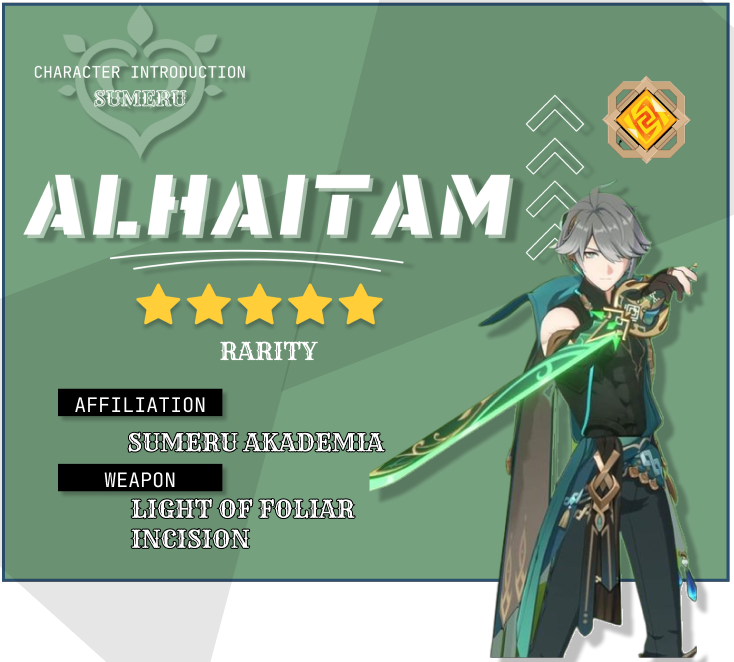 CHARACTER INTRODUCTION
SUMERU
ALHAITAM
RARITY
AFFILIATION
SUMERU AKADEMIA
WEAPON
LIGHT OF FOLIAR
INCISION